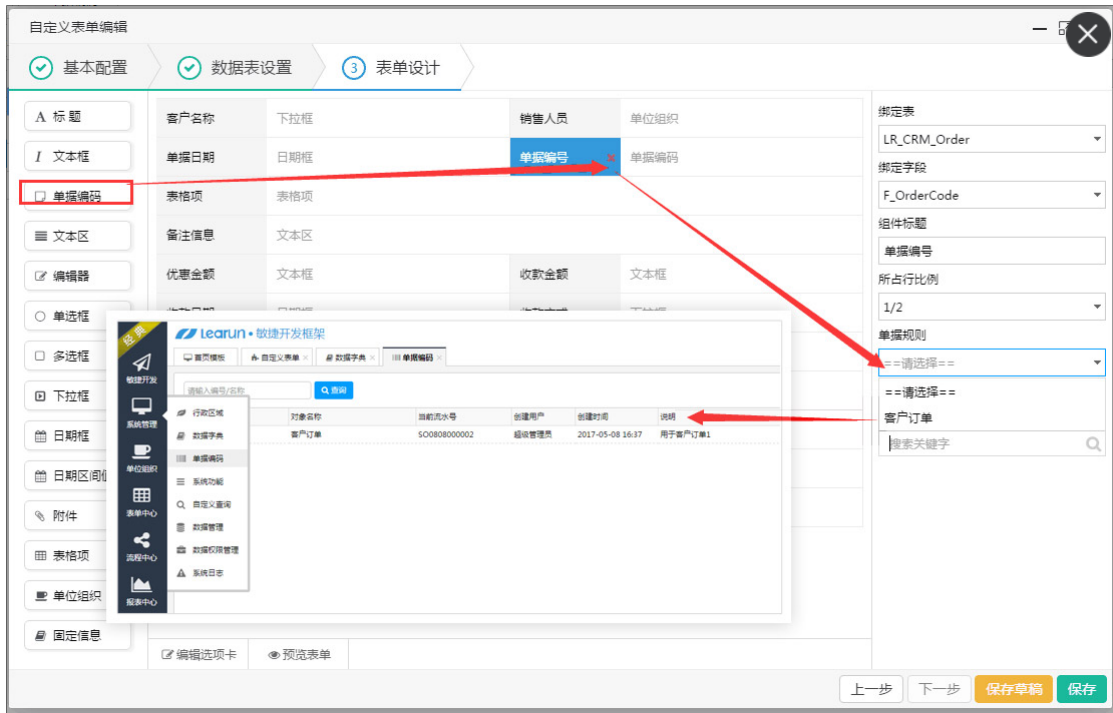 自定义表单编辑
基本配置 数据表设置 3 表单设计
A 标题
I 文本框
单据编码
文本区
编辑器
单选框
多选框
下拉框
日期框
日期区间
附件
表格项
单位组织
固定信息
客户名称 下拉框 销售人员 单位组织
单据日期 日期框 单据编号 × 单据编码
表格项 表格项
备注信息 文本区
优惠金额 文本框 收款金额 文本框
经典
Learun·敏捷开发框架
首页模板 自定义表单 × 数据字典 × 单据编码 ×
请输入编号/名称 查询
对象名称 当前流水号 创建用户 创建时间 说明
客户订单 SO0808000002 超级管理员 2017-05-08 16:37 用于客户订单1
敏捷开发
系统管理
单位组织
表单中心
流程中心
报表中心
行政区域
数据字典
单据编码
系统功能
自定义查询
数据管理
数据权限管理
系统日志
编辑选项卡 预览表单
绑定表
LR_CRM_Order
绑定字段
F_OrderCode
组件标题
单据编号
所占行比例
1/2
单据规则
==请选择==
==请选择==
客户订单
搜索关键字
上一步 下一步 保存草稿 保存